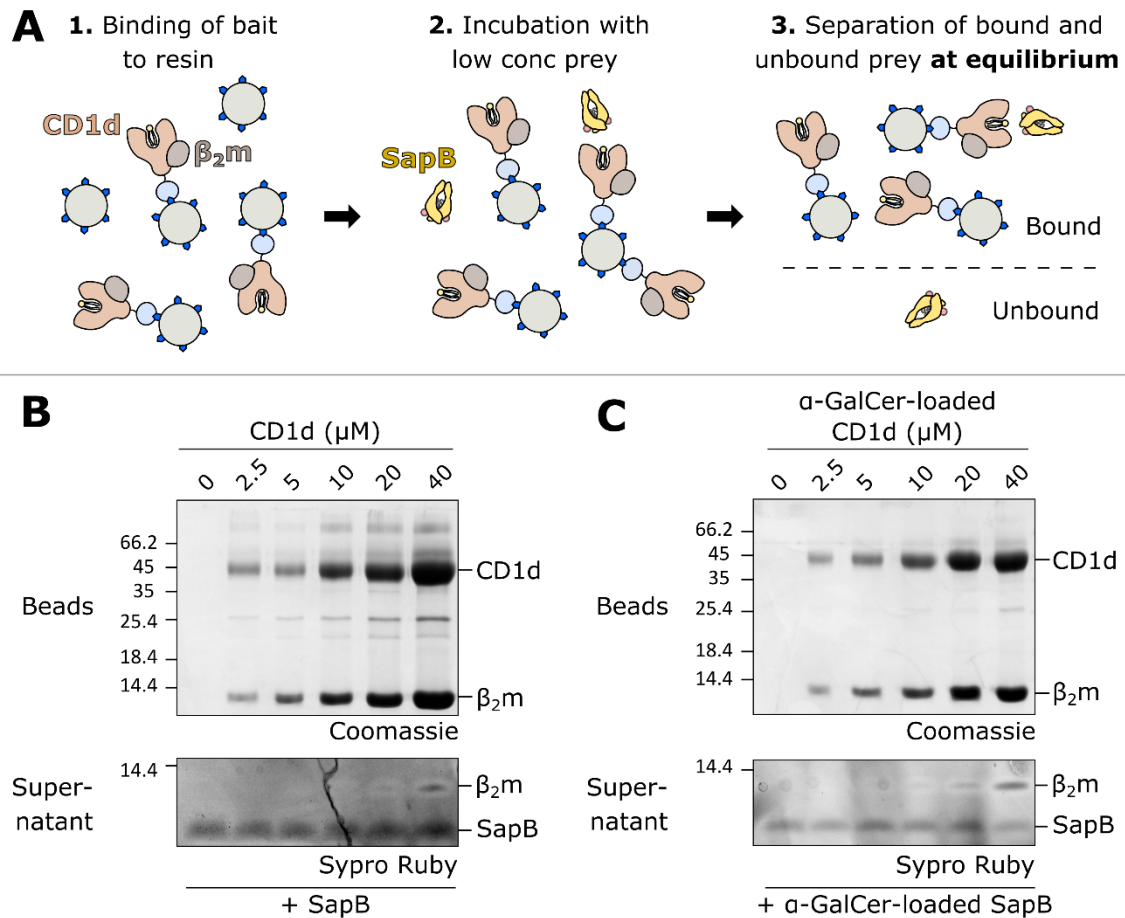 A
1. Binding of bait
to resin
2. Incubation with
low conc prey
3. Separation of bound and
unbound prey at equilibrium
CD1d
β₂m
SapB
Bound
Unbound
B
CD1d (μM)
0 2.5 5 10 20 40
66.2
45
35
25.4
18.4
14.4
Beads
CD1d
β₂m
Coomassie
14.4
Super-
natant
β₂m
SapB
Sypro Ruby
+ SapB
C
α-GalCer-loaded
CD1d (μM)
0 2.5 5 10 20 40
66.2
45
35
25.4
18.4
14.4
Beads
CD1d
β₂m
Coomassie
14.4
Super-
natant
β₂m
SapB
Sypro Ruby
+ α-GalCer-loaded SapB